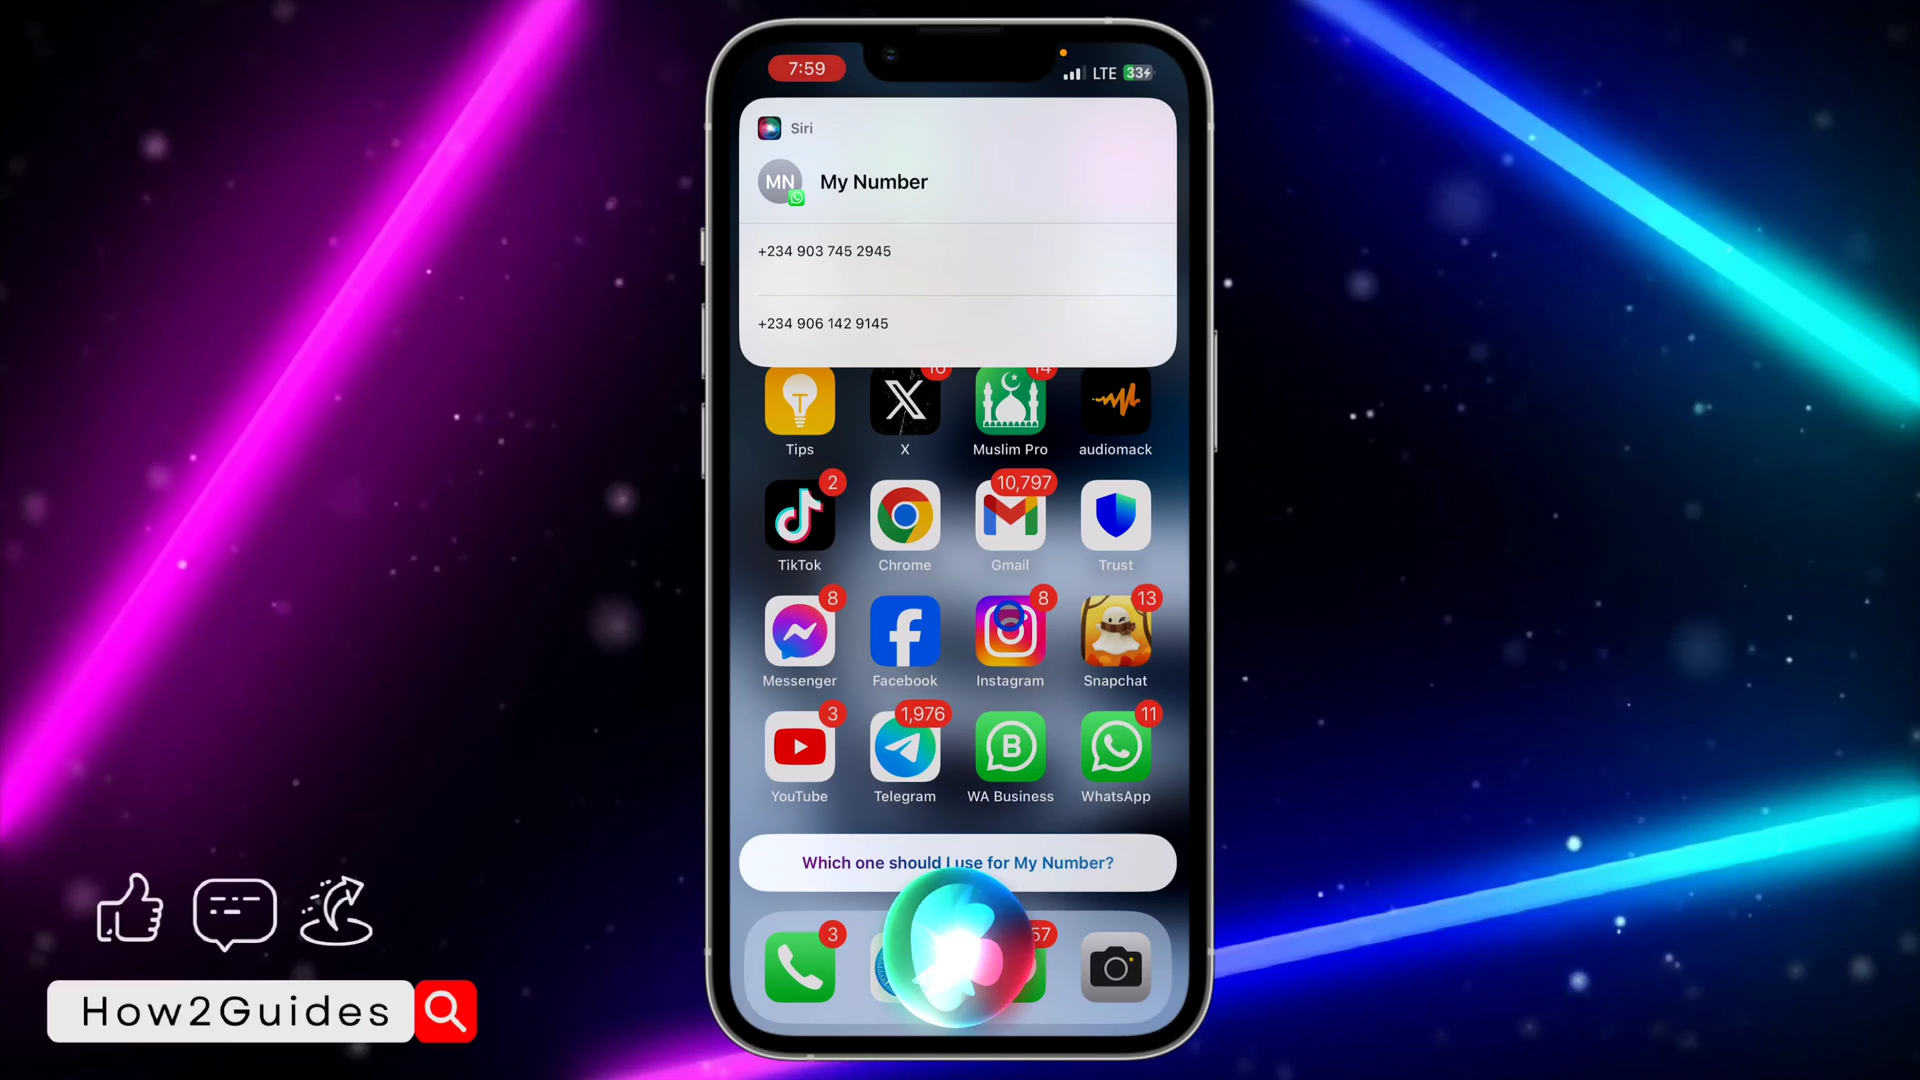 7:59
LTE 33
Siri
MN My Number
+234 903 745 2945
+234 906 142 9145
16 14
Tips X Muslim Pro audiomack
2 10,797
TikTok Chrome Gmail Trust
8 8 13
Messenger Facebook Instagram Snapchat
3 1,976 11
B
YouTube Telegram WA Business WhatsApp
Which one should I use for My Number?
3 57
How2Guides